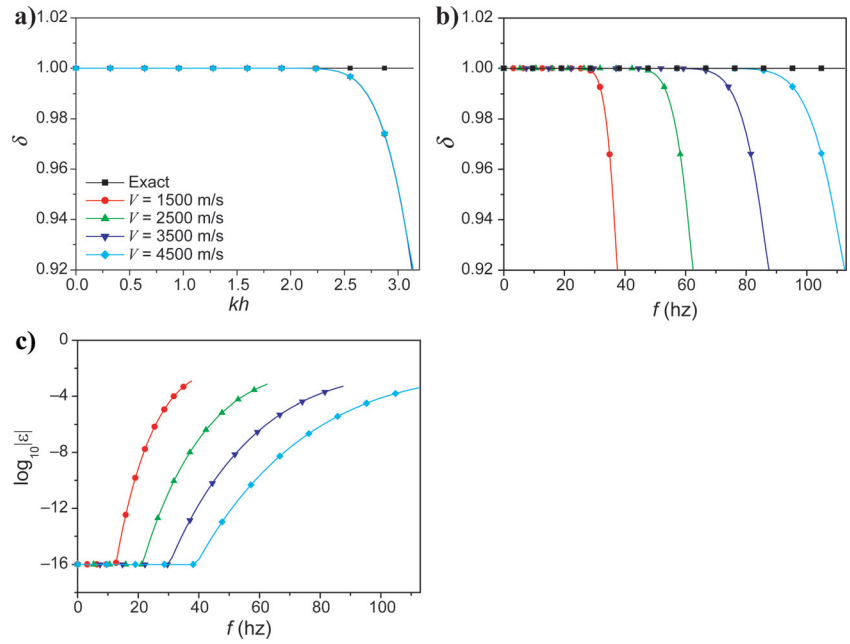 a)
1.02
1.00
0.98
0.96
0.94
0.92
δ
Exact
V = 1500 m/s
V = 2500 m/s
V = 3500 m/s
V = 4500 m/s
0.0 0.5 1.0 1.5 2.0 2.5 3.0
kh
b)
1.02
1.00
0.98
0.96
0.94
0.92
δ
0 20 40 60 80 100
f (hz)
c)
0
−4
−8
−12
−16
log10|ε|
0 20 40 60 80 100
f (hz)